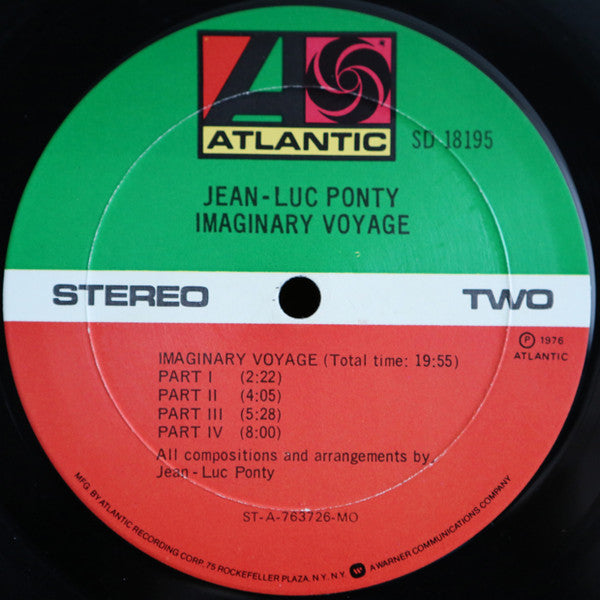 ATLANTIC
SD 18195
JEAN-LUC PONTY
IMAGINARY VOYAGE
STEREO
TWO
Ⓟ 1976
ATLANTIC
IMAGINARY VOYAGE (Total time: 19:55)
PART I (2:22)
PART II (4:05)
PART III (5:28)
PART IV (8:00)
All compositions and arrangements by
Jean-Luc Ponty
ST-A-763726-MO
MFG. BY ATLANTIC RECORDING CORP. 75 ROCKEFELLER PLAZA. N.Y. N.Y. A WARNER COMMUNICATIONS COMPANY